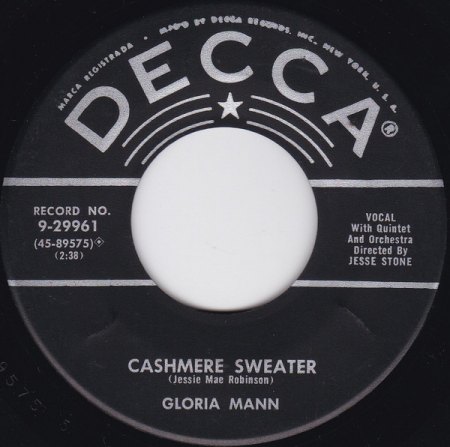 MARCA REGISTRADA • MFD'D BY DECCA RECORDS, INC., NEW YORK, U.S.A.
DECCA®
RECORD NO.
9-29961
(45-89575)
(2:38)
VOCAL
With Quintet
And Orchestra
Directed By
JESSE STONE
CASHMERE SWEATER
(Jessie Mae Robinson)
GLORIA MANN